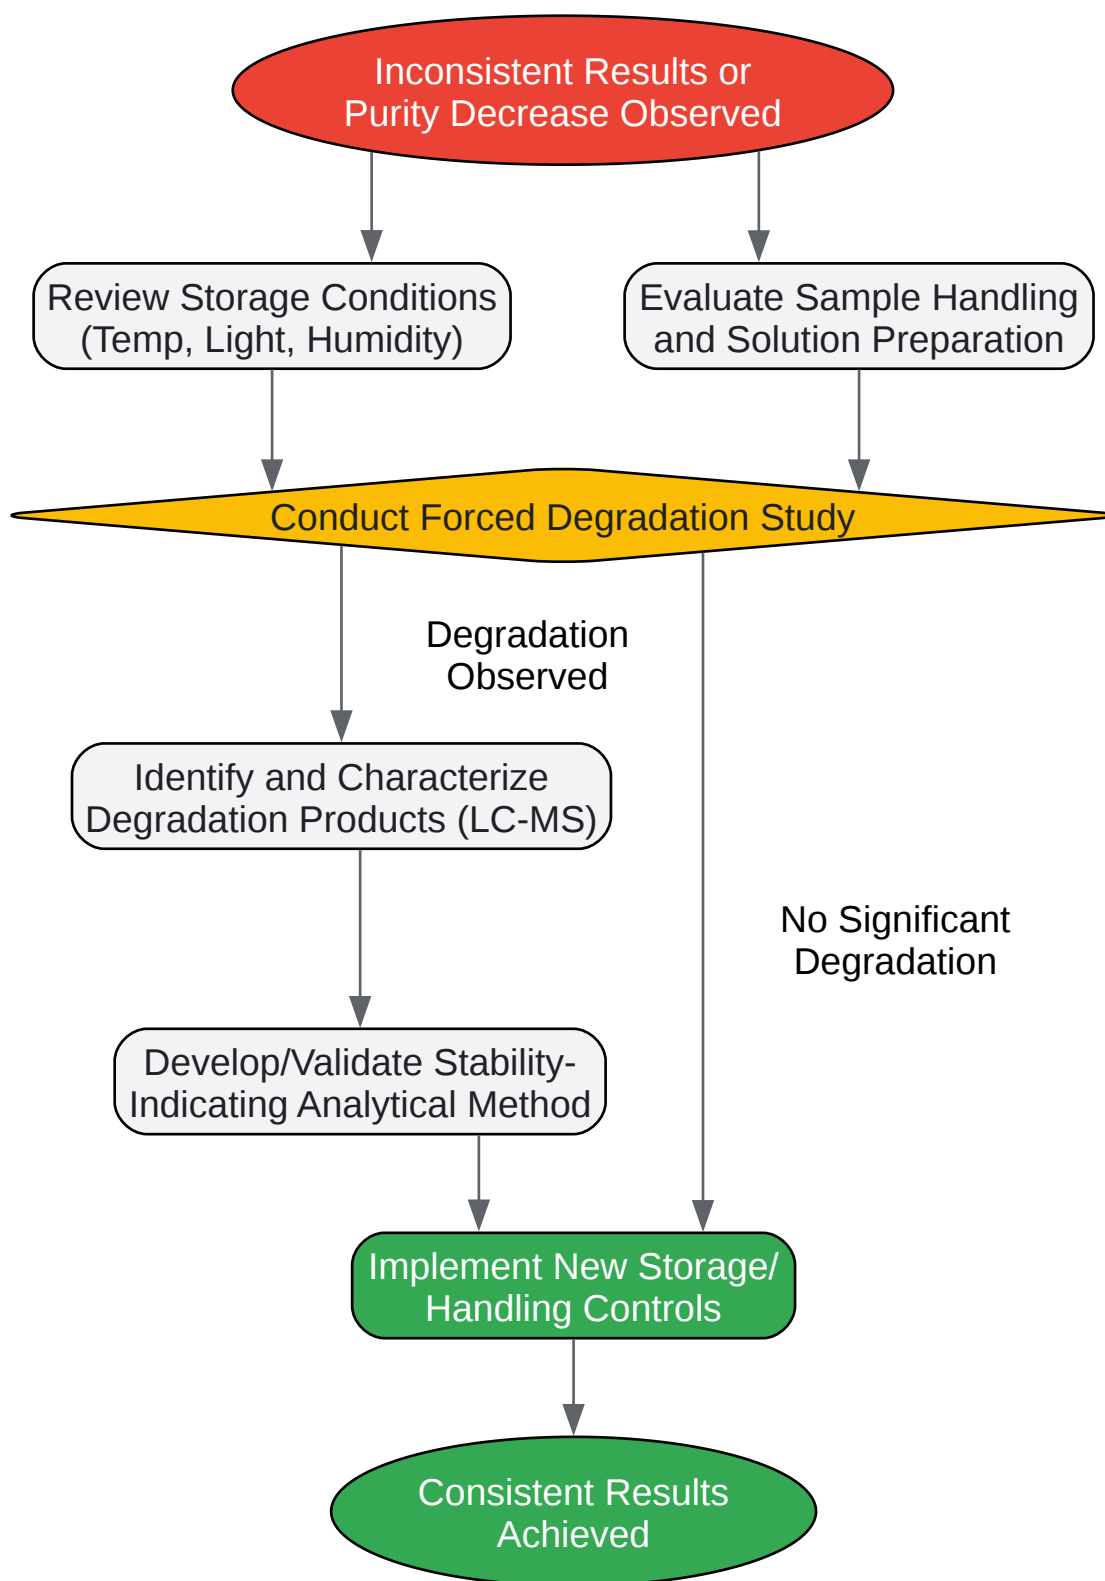 Inconsistent Results or
Purity Decrease Observed
Review Storage Conditions
(Temp, Light, Humidity)
Evaluate Sample Handling
and Solution Preparation
Conduct Forced Degradation Study
Degradation
Observed
Identify and Characterize
Degradation Products (LC-MS)
No Significant
Degradation
Develop/Validate Stability-
Indicating Analytical Method
Implement New Storage/
Handling Controls
Consistent Results
Achieved